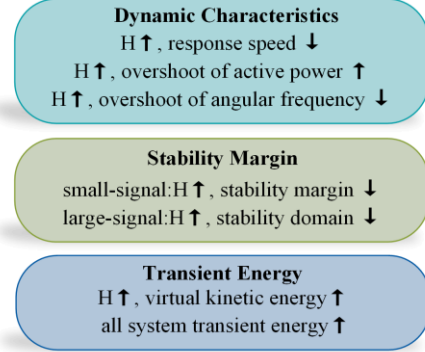 Dynamic Characteristics
H↑, response speed ↓
H↑, overshoot of active power ↑
H↑, overshoot of angular frequency ↓
Stability Margin
small-signal:H↑, stability margin ↓
large-signal:H↑, stability domain ↓
Transient Energy
H↑, virtual kinetic energy↑
all system transient energy↑